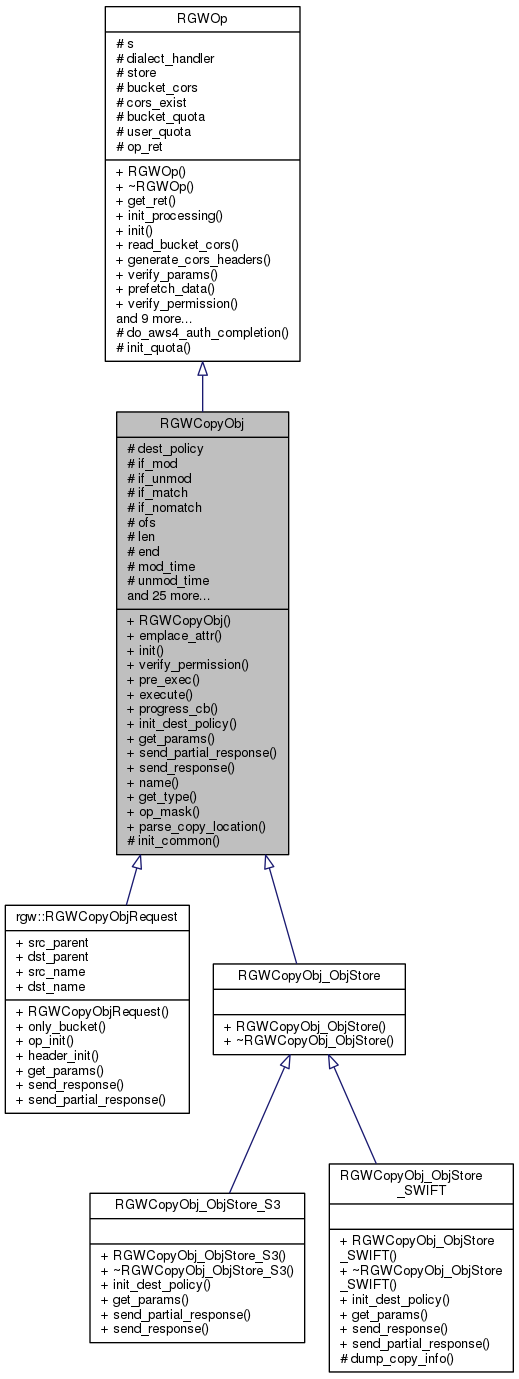 RGWOp
# s
# dialect_handler
# store
# bucket_cors
# cors_exist
# bucket_quota
# user_quota
# op_ret
+ RGWOp()
+ ~RGWOp()
+ get_ret()
+ init_processing()
+ init()
+ read_bucket_cors()
+ generate_cors_headers()
+ verify_params()
+ prefetch_data()
+ verify_permission()
and 9 more...
# do_aws4_auth_completion()
# init_quota()
RGWCopyObj
# dest_policy
# if_mod
# if_unmod
# if_match
# if_nomatch
# ofs
# len
# end
# mod_time
# unmod_time
and 25 more...
+ RGWCopyObj()
+ emplace_attr()
+ init()
+ verify_permission()
+ pre_exec()
+ execute()
+ progress_cb()
+ init_dest_policy()
+ get_params()
+ send_partial_response()
+ send_response()
+ name()
+ get_type()
+ op_mask()
+ parse_copy_location()
# init_common()
rgw::RGWCopyObjRequest
+ src_parent
+ dst_parent
+ src_name
+ dst_name
+ RGWCopyObjRequest()
+ only_bucket()
+ op_init()
+ header_init()
+ get_params()
+ send_response()
+ send_partial_response()
RGWCopyObj_ObjStore
+ RGWCopyObj_ObjStore()
+ ~RGWCopyObj_ObjStore()
RGWCopyObj_ObjStore_S3
+ RGWCopyObj_ObjStore_S3()
+ ~RGWCopyObj_ObjStore_S3()
+ init_dest_policy()
+ get_params()
+ send_partial_response()
+ send_response()
RGWCopyObj_ObjStore
_SWIFT
+ RGWCopyObj_ObjStore
_SWIFT()
+ ~RGWCopyObj_ObjStore
_SWIFT()
+ init_dest_policy()
+ get_params()
+ send_response()
+ send_partial_response()
# dump_copy_info()